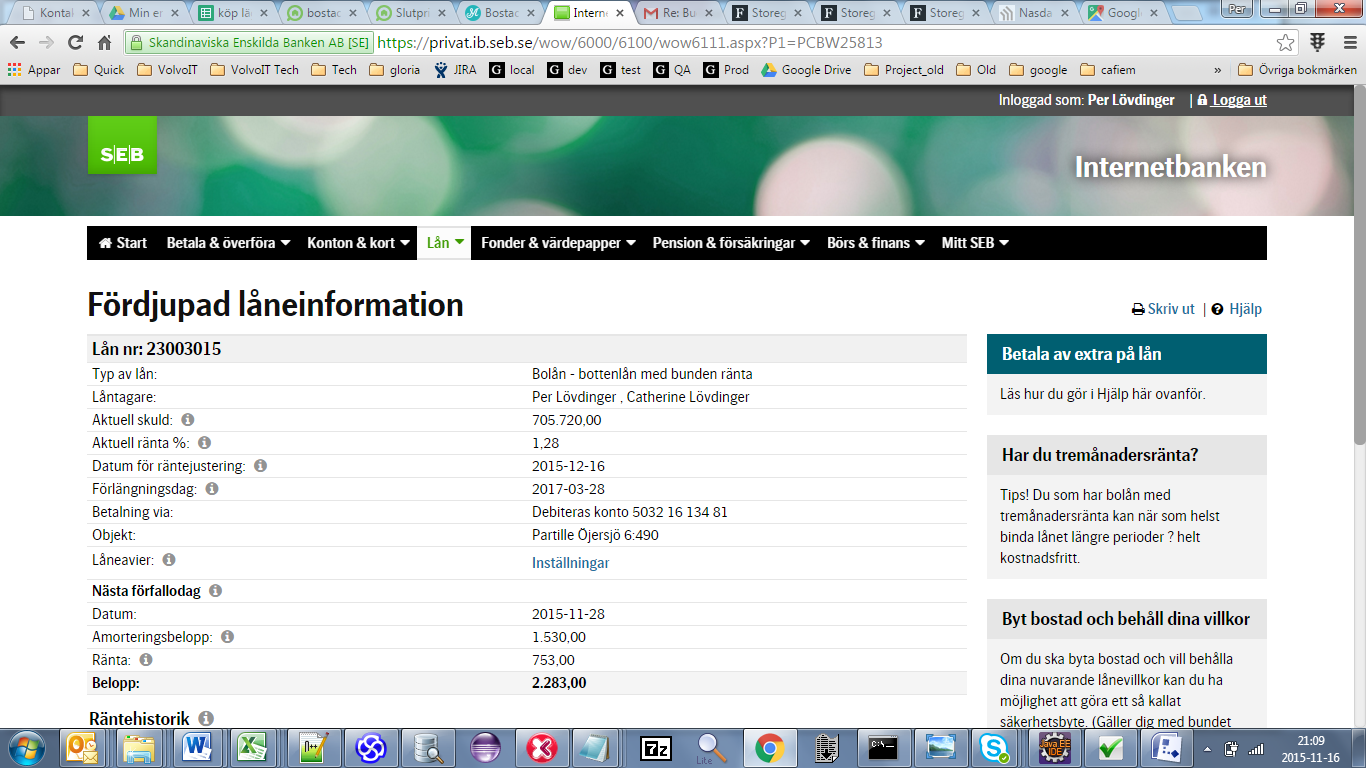 Kontak
Min er
köp lä
bostad
Slutpri
Bostad
Intern
Re: Bu
Storeg
Storeg
Storeg
Nasda
Googl
Per
Skandinaviska Enskilda Banken AB [SE] https://privat.ib.seb.se/wow/6000/6100/wow6111.aspx?P1=PCBW25813
Appar Quick VolvoIT VolvoIT Tech Tech gloria JIRA local dev test QA Prod Google Drive Project_old Old google cafiem » Övriga bokmärken
Inloggad som: Per Lövdinger | Logga ut
S|E|B
Internetbanken
Start Betala & överföra Konton & kort Lån Fonder & värdepapper Pension & försäkringar Börs & finans Mitt SEB
Fördjupad låneinformation
Skriv ut | Hjälp
Lån nr: 23003015
Typ av lån: Bolån - bottenlån med bunden ränta
Låntagare: Per Lövdinger , Catherine Lövdinger
Aktuell skuld: 705.720,00
Aktuell ränta %: 1,28
Datum för räntejustering: 2015-12-16
Förlängningsdag: 2017-03-28
Betalning via: Debiteras konto 5032 16 134 81
Objekt: Partille Öjersjö 6:490
Låneavier: Inställningar
Nästa förfallodag
Datum: 2015-11-28
Amorteringsbelopp: 1.530,00
Ränta: 753,00
Belopp: 2.283,00
Räntehistorik
Betala av extra på lån
Läs hur du gör i Hjälp här ovanför.
Har du tremånadersränta?
Tips! Du som har bolån med
tremånadersränta kan när som helst
binda lånet längre perioder ? helt
kostnadsfritt.
Byt bostad och behåll dina villkor
Om du ska byta bostad och vill behålla
dina nuvarande lånevillkor kan du ha
möjlighet att göra ett så kallat
säkerhetsbyte. (Gäller dig med bundet
7z
Lite
C:\_
Java EE
IDE
21:09
2015-11-16